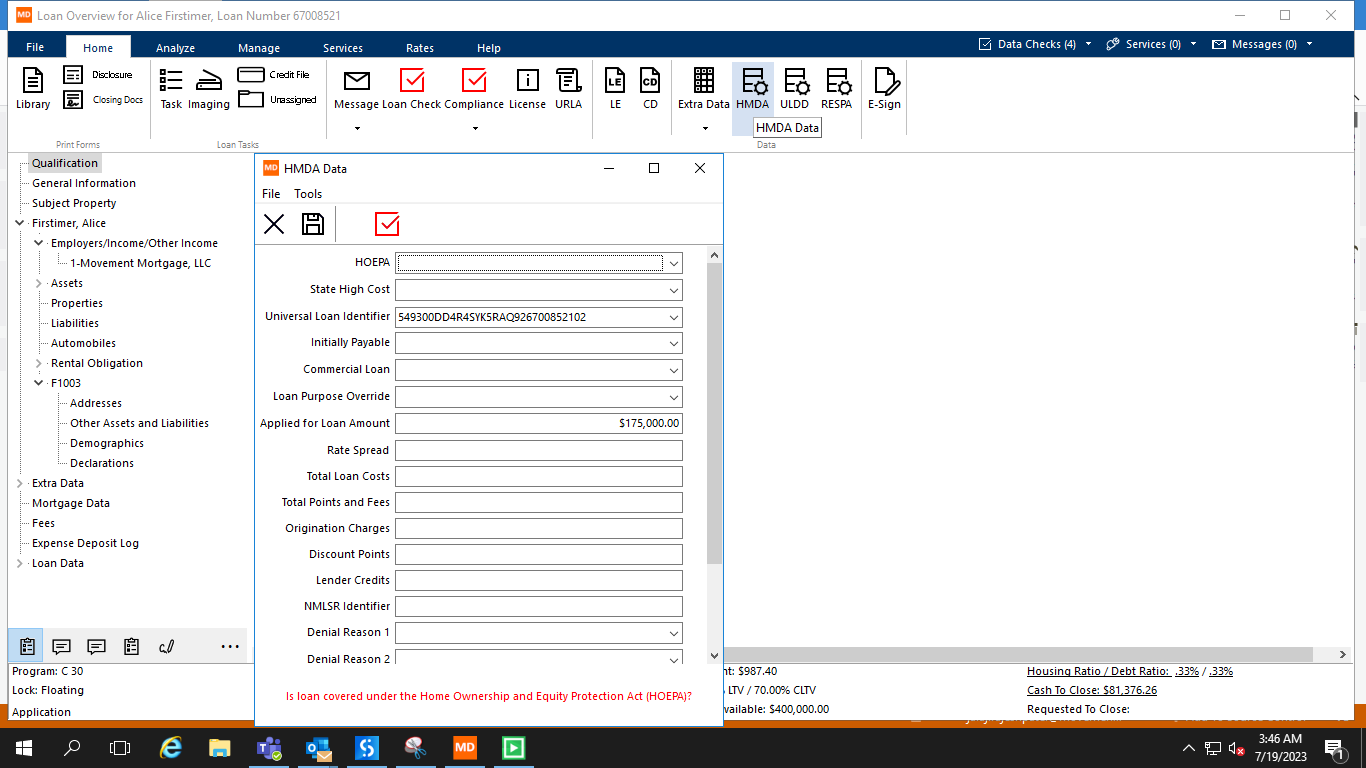 MD Loan Overview for Alice Firstimer, Loan Number 67008521
File Home Analyze Manage Services Rates Help Data Checks (4) Services (0) Messages (0)
Library Disclosure Closing Docs Task Imaging Credit File Unassigned Message Loan Check Compliance License URLA LE CD Extra Data HMDA ULDD RESPA E-Sign
HMDA Data
Print Forms Loan Tasks Data
Qualification
General Information
Subject Property
Firstimer, Alice
Employers/Income/Other Income
1-Movement Mortgage, LLC
Assets
Properties
Liabilities
Automobiles
Rental Obligation
F1003
Addresses
Other Assets and Liabilities
Demographics
Declarations
Extra Data
Mortgage Data
Fees
Expense Deposit Log
Loan Data
MD HMDA Data
File Tools
HOEPA
State High Cost
Universal Loan Identifier 549300DD4R4SYK5RAQ926700852102
Initially Payable
Commercial Loan
Loan Purpose Override
Applied for Loan Amount $175,000.00
Rate Spread
Total Loan Costs
Total Points and Fees
Origination Charges
Discount Points
Lender Credits
NMLSR Identifier
Denial Reason 1
Denial Reason 2
Is loan covered under the Home Ownership and Equity Protection Act (HOEPA)?
Program: C 30
Lock: Floating
Application
nt: $987.40
LTV / 70.00% CLTV
vailable: $400,000.00
Housing Ratio / Debt Ratio: .33% / .33%
Cash To Close: $81,376.26
Requested To Close:
MD
3:46 AM
7/19/2023
1